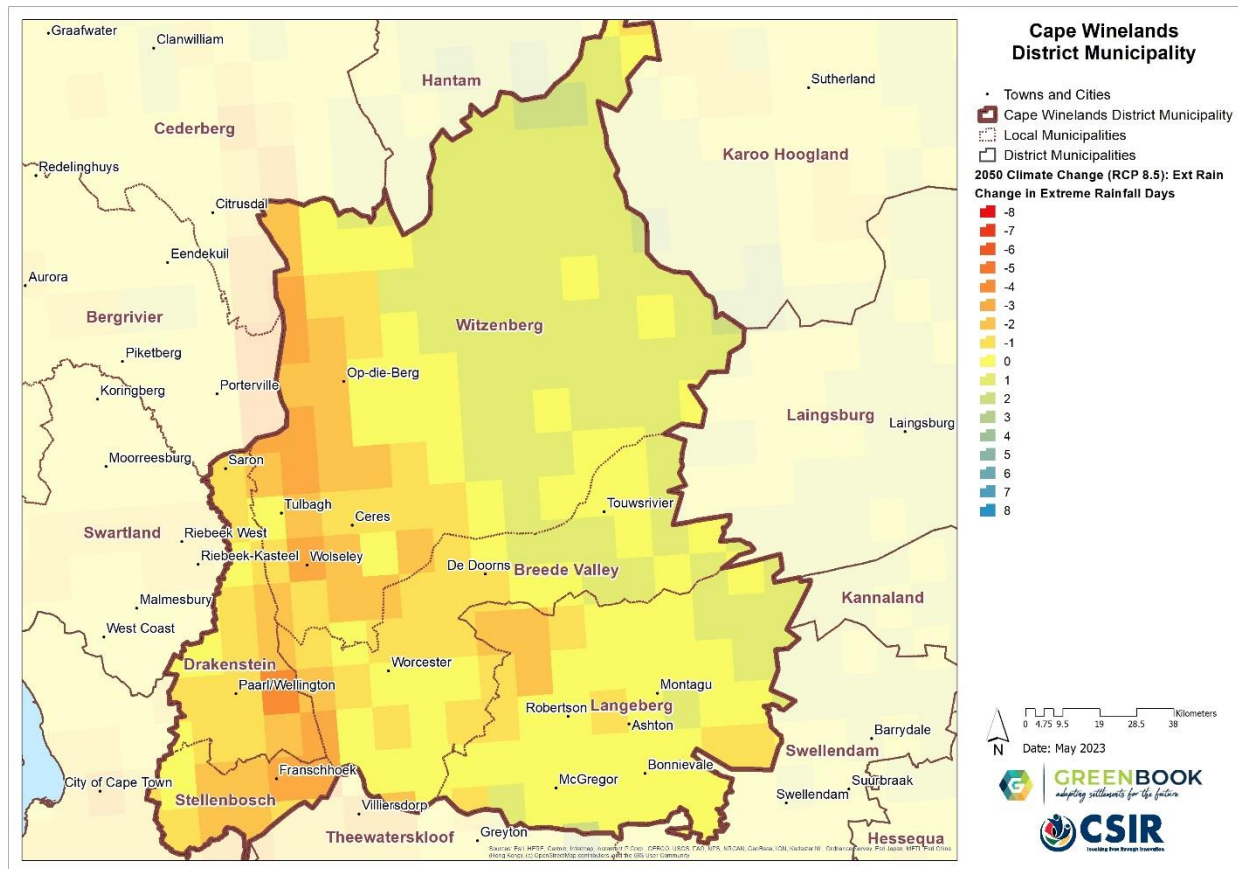 Graafwater
Clanwilliam
Hantam
Sutherland
Cederberg
Karoo Hoogland
Redelinghuys
Citrusdal
Eendekuil
Aurora
Bergrivier
Witzenberg
Piketberg
Op-die-Berg
Koringberg
Porterville
Laingsburg
Laingsburg
Moorreesburg
Saron
Tulbagh
Touwsrivier
Ceres
Swartland
Riebeek West
Riebeek-Kasteel
Wolseley
De Doorns
Breede Valley
Kannaland
Malmesbury
West Coast
Drakenstein
Worcester
Paarl/Wellington
Montagu
Robertson
Langeberg
Ashton
Swellendam
Barrydale
City of Cape Town
Franschhoek
Bonnievale
McGregor
Stellenbosch
Villiersdorp
Swellendam
Suurbraak
Theewaterskloof
Greyton
Hessequa
Cape Winelands
District Municipality
Towns and Cities
Cape Winelands District Municipality
Local Municipalities
District Municipalities
2050 Climate Change (RCP 8.5): Ext Rain
Change in Extreme Rainfall Days
-8
-7
-6
-5
-4
-3
-2
-1
0
1
2
3
4
5
6
7
8
Kilometers
0 4.75 9.5 19 28.5 38
N
Date: May 2023
GREENBOOK
adapting settlements for the future
CSIR
Touching lives through innovation